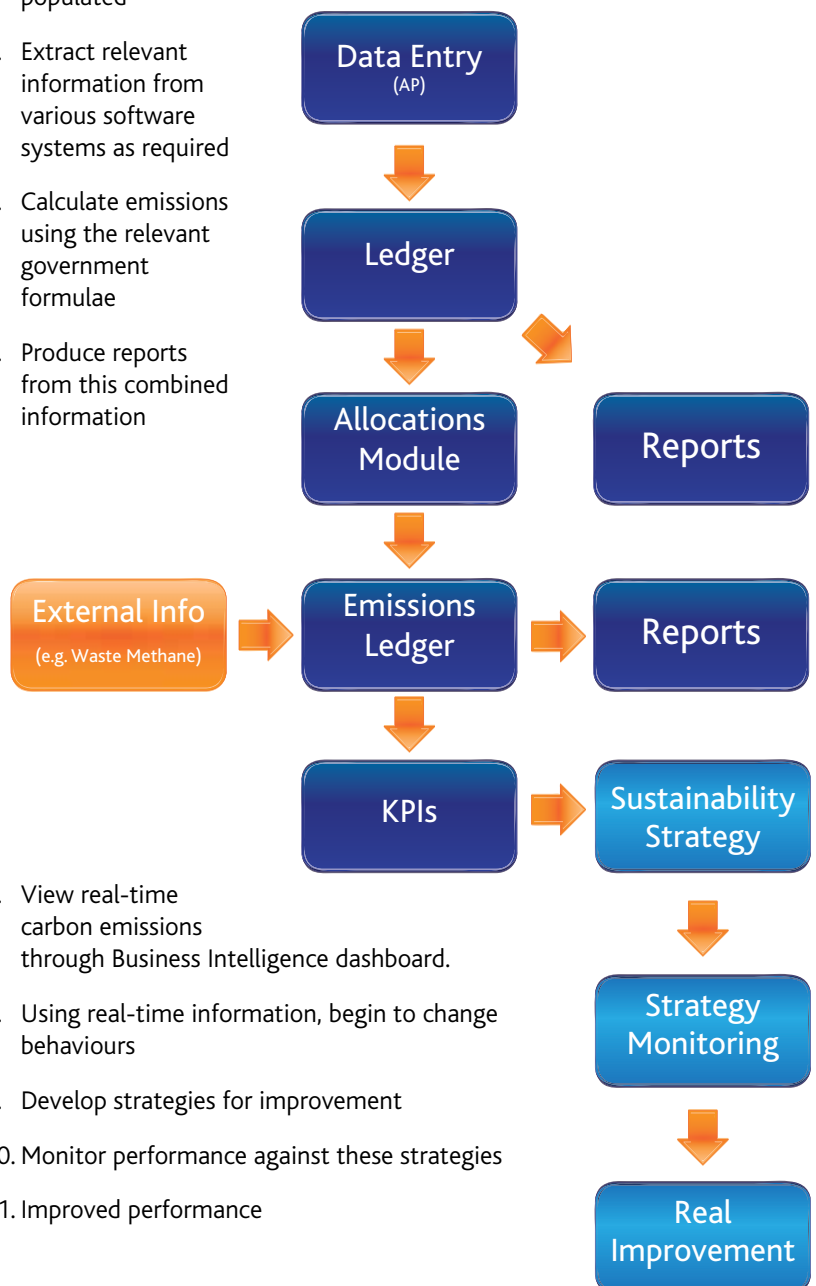 populated
. Extract relevant
information from
various software
systems as required
. Calculate emissions
using the relevant
government
formulae
. Produce reports
from this combined
information
Data Entry
(AP)
Ledger
Allocations
Module
Reports
External Info
(e.g. Waste Methane)
Emissions
Ledger
Reports
KPIs
Sustainability
Strategy
. View real-time
carbon emissions
through Business Intelligence dashboard.
. Using real-time information, begin to change
behaviours
. Develop strategies for improvement
0. Monitor performance against these strategies
1. Improved performance
Strategy
Monitoring
Real
Improvement